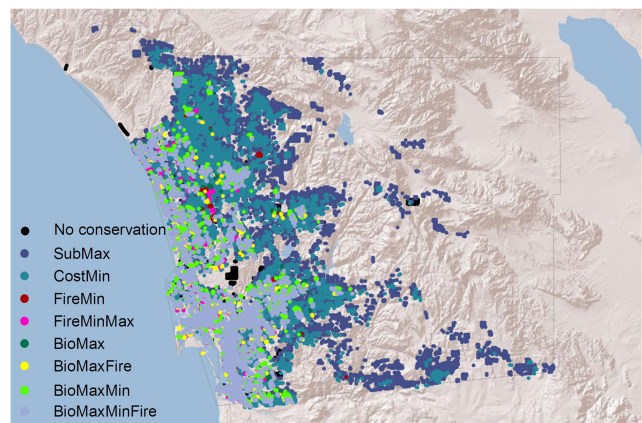 No conservation
SubMax
CostMin
FireMin
FireMinMax
BioMax
BioMaxFire
BioMaxMin
BioMaxMinFire